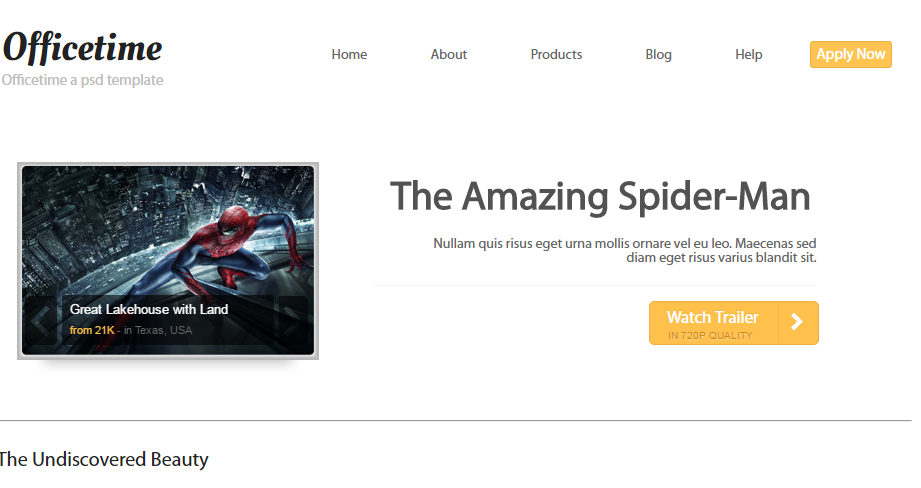 Officetime
Officetime a psd template
Home About Products Blog Help Apply Now
The Amazing Spider-Man
Nullam quis risus eget urna mollis ornare vel eu leo. Maecenas sed
diam eget risus varius blandit sit.
Great Lakehouse with Land
from 21K - in Texas, USA
Watch Trailer
IN 720P QUALITY
The Undiscovered Beauty